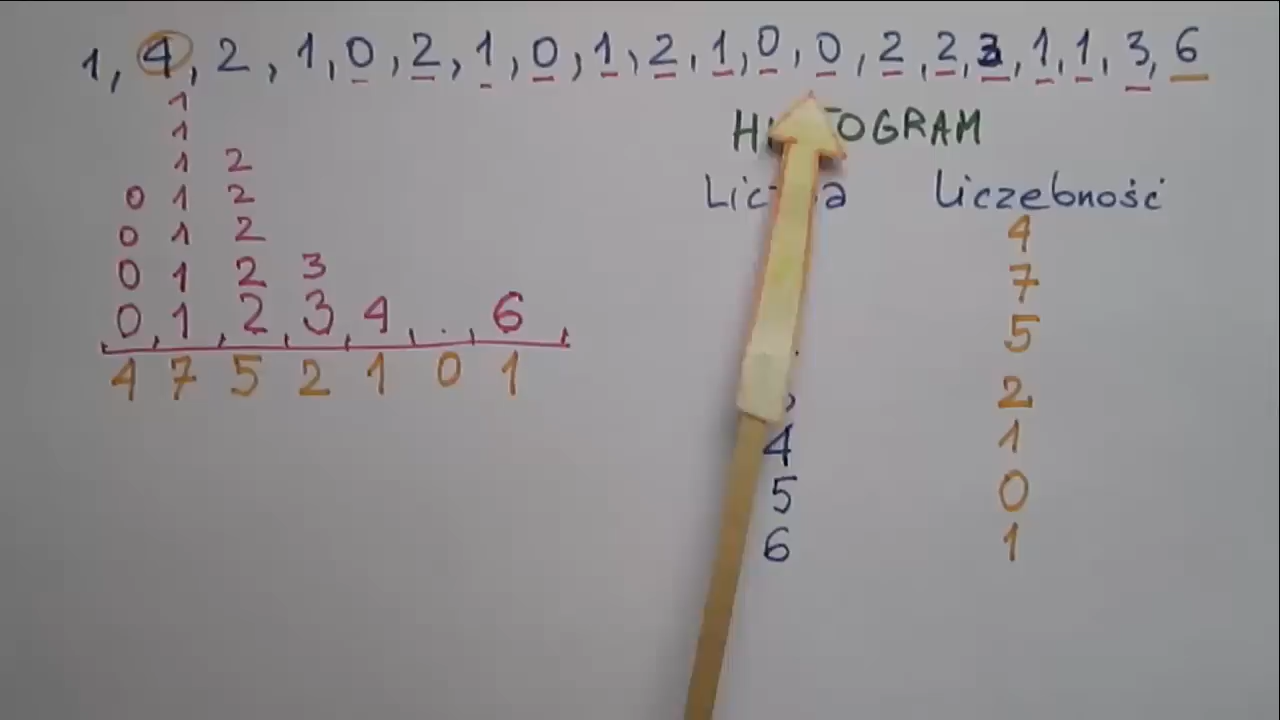 1, 4, 2, 1, 0, 2, 1, 0, 1, 2, 1, 0, 0, 2, 2, 3, 1, 1, 3, 6
1
1
1 2
0 1 2
0 1 2
0 1 2 3
0 1 2 3 4 . 6
4 7 5 2 1 0 1
Liczebność
4
7
5
2
4 1
5 0
6 1